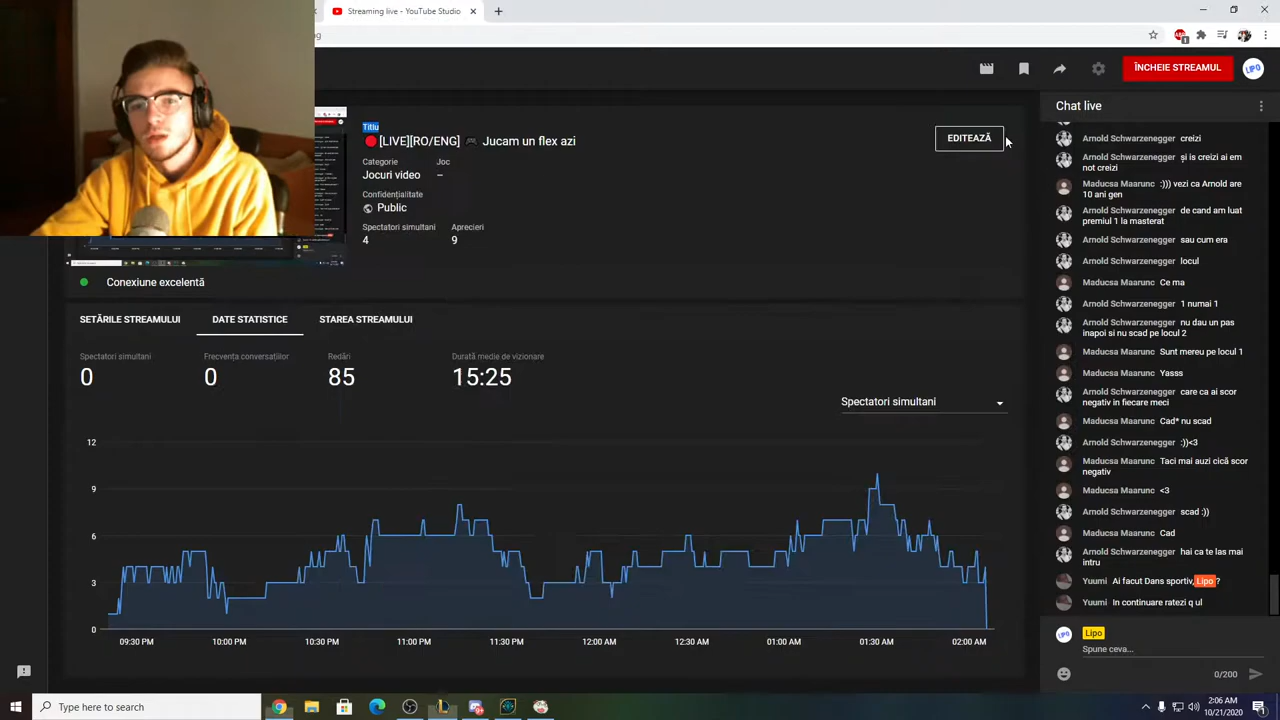 Streaming live - YouTube Studio
1
ÎNCHEIE STREAMUL
LIPO
Titlu
[LIVE][RO/ENG] 🎮 Jucam un flex azi
EDITEAZĂ
Categorie
Joc
Jocuri video
–
Confidențialitate
Public
Spectatori simultani
Aprecieri
4
9
Conexiune excelentă
SETĂRILE STREAMULUI
DATE STATISTICE
STAREA STREAMULUI
Spectatori simultani
Frecvența conversațiilor
Redări
Durată medie de vizionare
0
0
85
15:25
Spectatori simultani
12
9
6
3
0
09:30 PM
10:00 PM
10:30 PM
11:00 PM
11:30 PM
12:00 AM
12:30 AM
01:00 AM
01:30 AM
02:00 AM
Chat live
Arnold Schwarzenegger creizi
Arnold Schwarzenegger și is creizi ai em
not creizi
Maducsa Maarunc :))) vezi ca Arnold are
10 ani gen
Arnold Schwarzenegger de cand am luat
premiul 1 la masterat
Arnold Schwarzenegger sau cum era
Arnold Schwarzenegger locul
Maducsa Maarunc Ce ma
Arnold Schwarzenegger 1 numai 1
Arnold Schwarzenegger nu dau un pas
inapoi si nu scad pe locul 2
Maducsa Maarunc Sunt mereu pe locul 1
Maducsa Maarunc Yasss
Arnold Schwarzenegger care ca ai scor
negativ in fiecare meci
Maducsa Maarunc Cad* nu scad
Arnold Schwarzenegger :))<3
Maducsa Maarunc Taci mai auzi cică scor
negativ
Maducsa Maarunc <3
Arnold Schwarzenegger scad :))
Maducsa Maarunc Cad
Arnold Schwarzenegger hai ca te las mai
intru
Yuumi Ai facut Dans sportiv, Lipo ?
Yuumi In continuare ratezi q ul
LIPO
Lipo
Spune ceva...
0/200
Type here to search
2:06 AM
10/21/2020